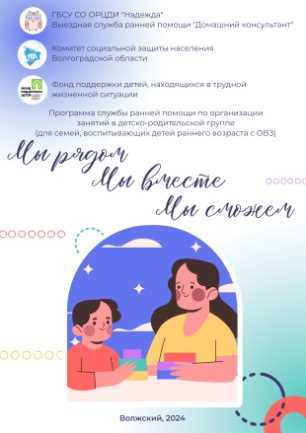 ГБСУ СО ОРЦДИ "Надежда"
Выездная служба ранней помощи "Домашний консультант"
Комитет социальной защиты населения
Волгоградской области
Фонд поддержки детей, находящихся в трудной
жизненной ситуации
Программа службы ранней помощи по организации
занятий в детско-родительской группе
(для семей, воспитывающих детей раннего возраста с ОВЗ)
Мы рядом
Мы вместе
Мы сможем
Волжский, 2024